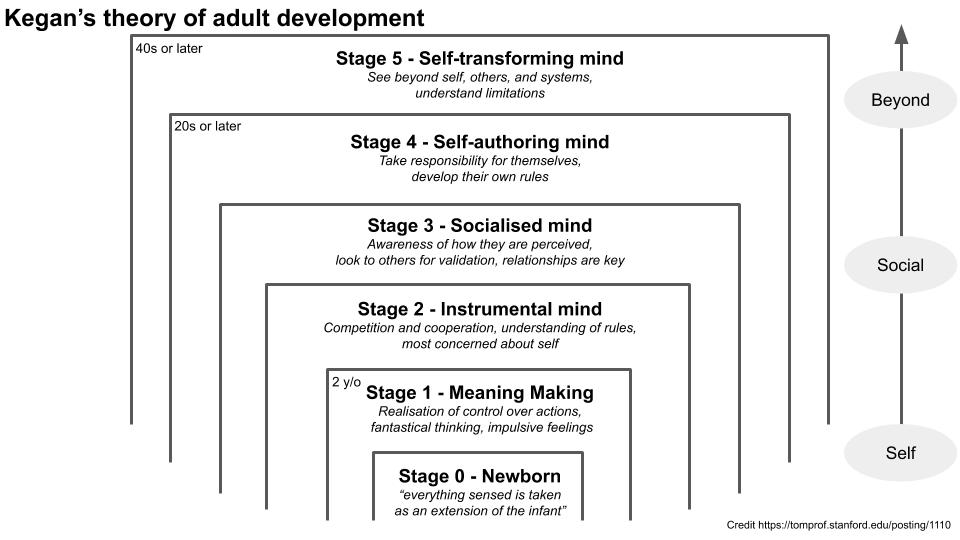 Kegan's theory of adult development
40s or later
Stage 5 - Self-transforming mind
See beyond self, others, and systems,
understand limitations
Beyond
20s or later
Stage 4 - Self-authoring mind
Take responsibility for themselves,
develop their own rules
Stage 3 - Socialised mind
Awareness of how they are perceived,
look to others for validation, relationships are key
Social
Stage 2 - Instrumental mind
Competition and cooperation, understanding of rules,
most concerned about self
2 y/o
Stage 1 - Meaning Making
Realisation of control over actions,
fantastical thinking, impulsive feelings
Self
Stage 0 - Newborn
“everything sensed is taken
as an extension of the infant”
Credit https://tomprof.stanford.edu/posting/1110